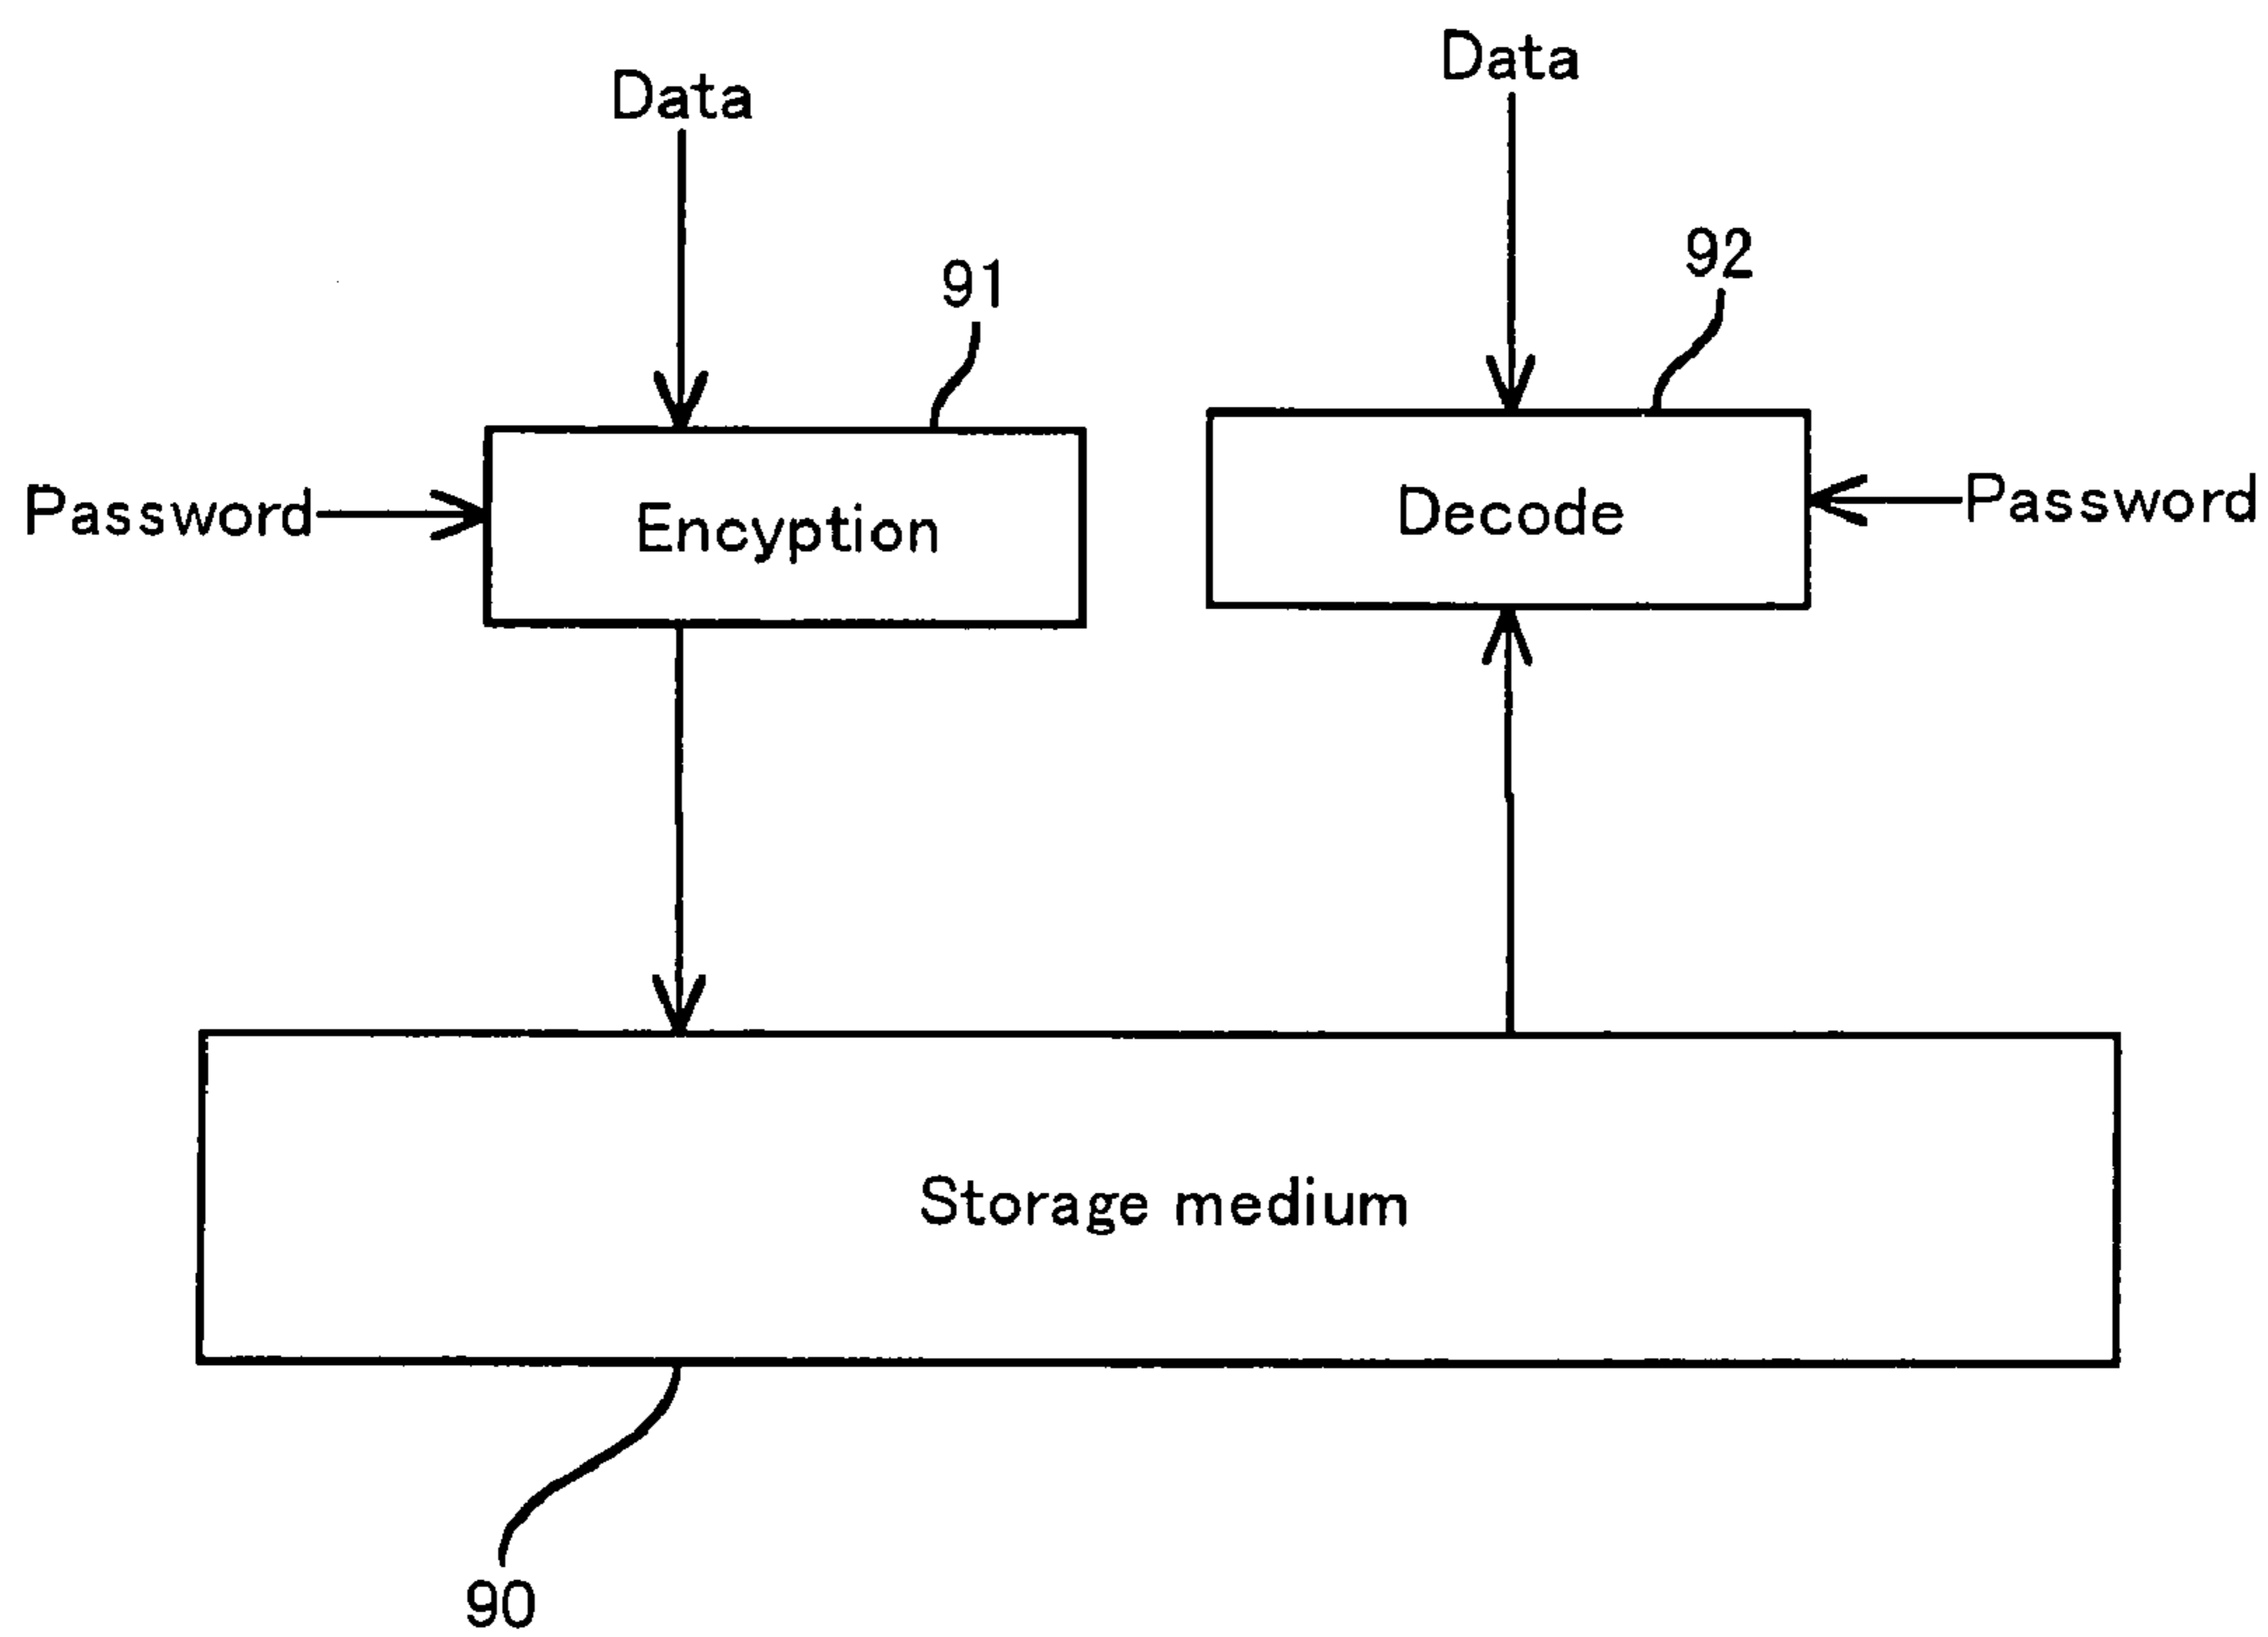 Data
Data
91
92
Password
Encyption
Decode
Password
Storage medium
90